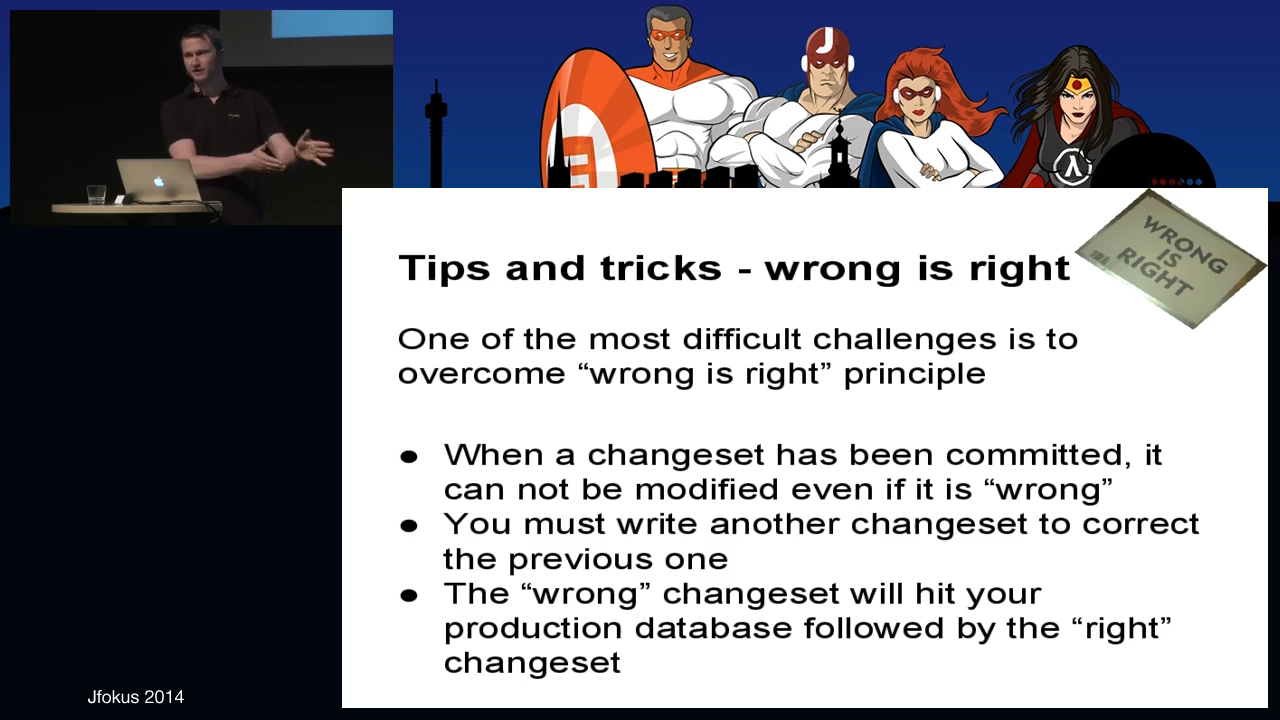 J
WRONG
IS
RIGHT
Tips and tricks - wrong is right
One of the most difficult challenges is to
overcome “wrong is right” principle
● When a changeset has been committed, it
can not be modified even if it is “wrong”
● You must write another changeset to correct
the previous one
● The “wrong” changeset will hit your
production database followed by the “right”
changeset
Jfokus 2014